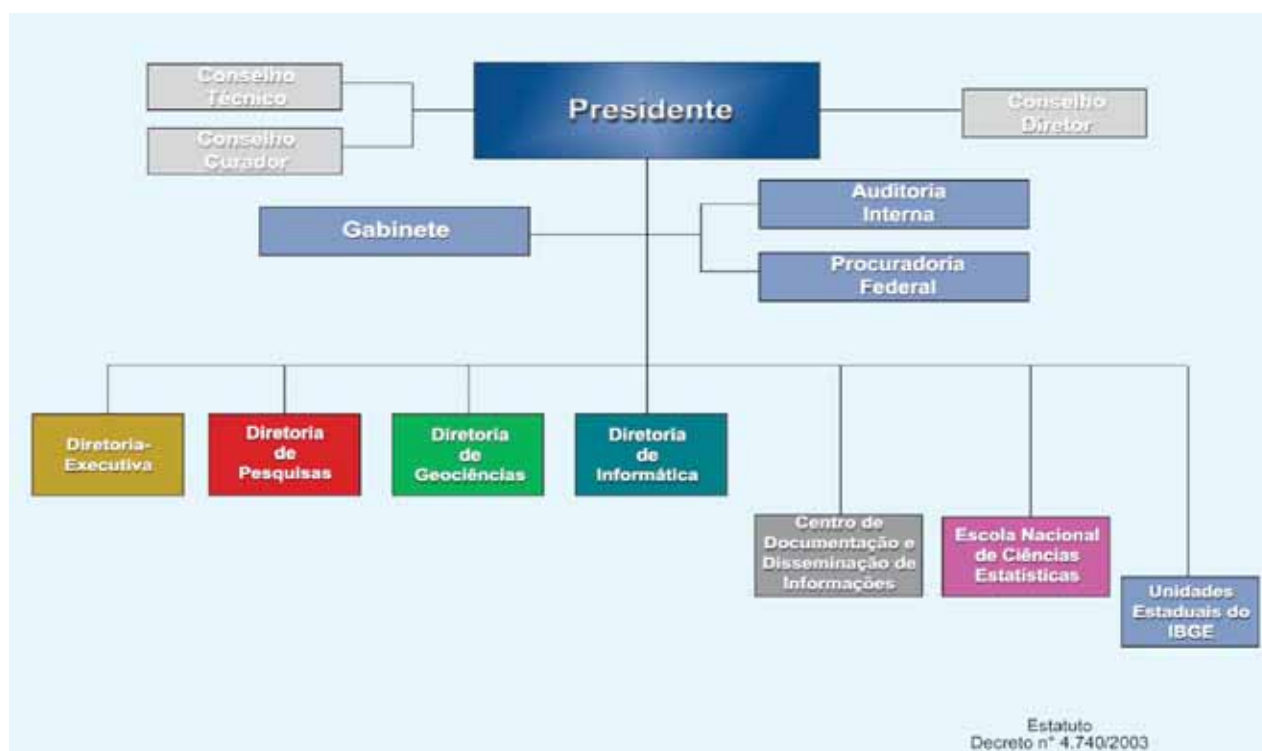 Conselho
Técnico
Conselho
Curador
Presidente
Conselho
Diretor
Gabinete
Auditoria
Interna
Procuradoria
Federal
Diretoria-
Executiva
Diretoria
de
Pesquisas
Diretoria
de
Geociências
Diretoria
de
Informática
Centro de
Documentação e
Disseminação de
Informações
Escola Nacional
de Ciências
Estatísticas
Unidades
Estaduais do
IBGE
Estatuto
Decreto n° 4.740/2003